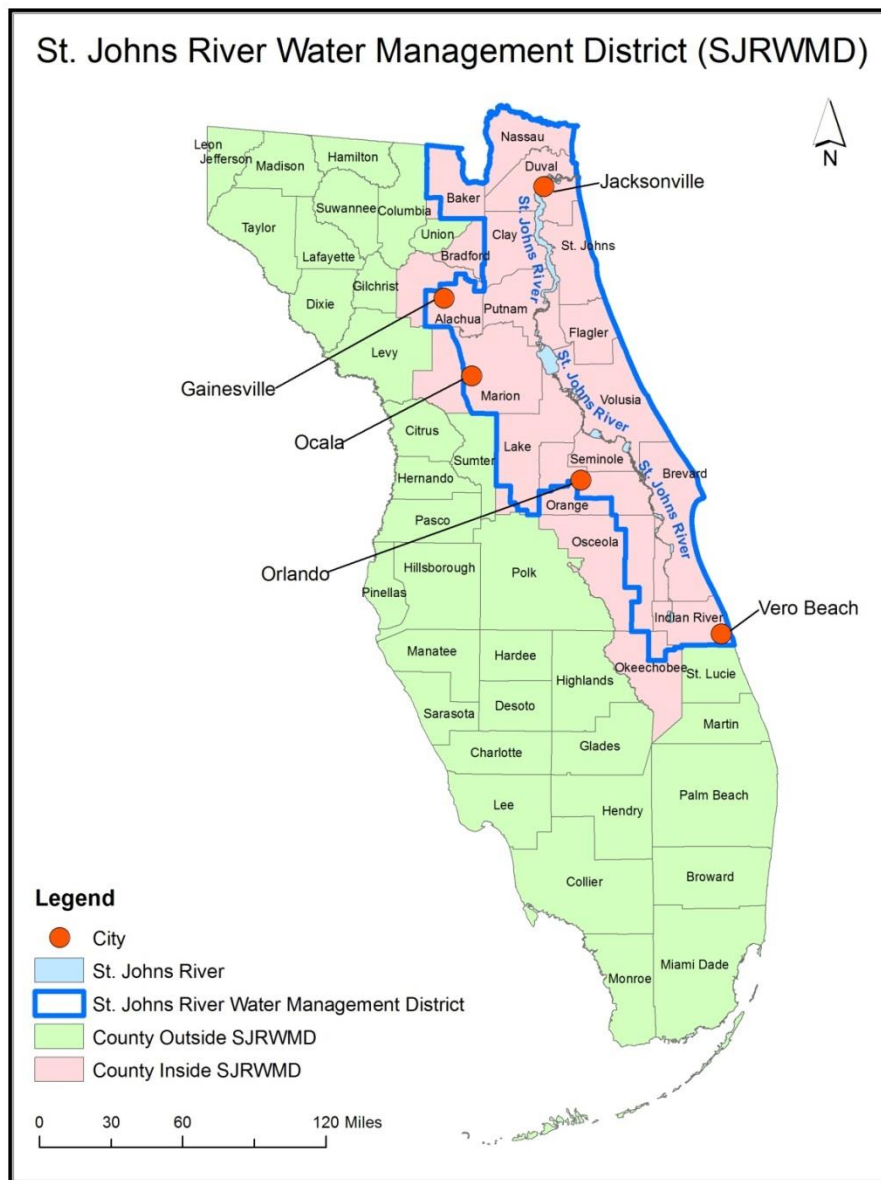 St. Johns River Water Management District (SJRWMD)
N
Nassau
Duval
Jacksonville
Leon
Jefferson
Madison
Hamilton
Baker
Suwannee
Columbia
Taylor
Union
Clay
St. Johns River
St. Johns
Lafayette
Bradford
Gilchrist
Dixie
Alachua
Putnam
Flagler
Levy
Gainesville
Marion
St. Johns River
Volusia
Ocala
Citrus
Lake
Sumter
Seminole
Brevard
St. Johns River
Hernando
Orange
Pasco
Osceola
Orlando
Hillsborough
Polk
Pinellas
Indian River
Vero Beach
Manatee
Hardee
Okeechobee
St. Lucie
Highlands
Sarasota
Desoto
Martin
Charlotte
Glades
Lee
Hendry
Palm Beach
Collier
Broward
Monroe
Miami Dade
Legend
City
St. Johns River
St. Johns River Water Management District
County Outside SJRWMD
County Inside SJRWMD
0 30 60 120 Miles